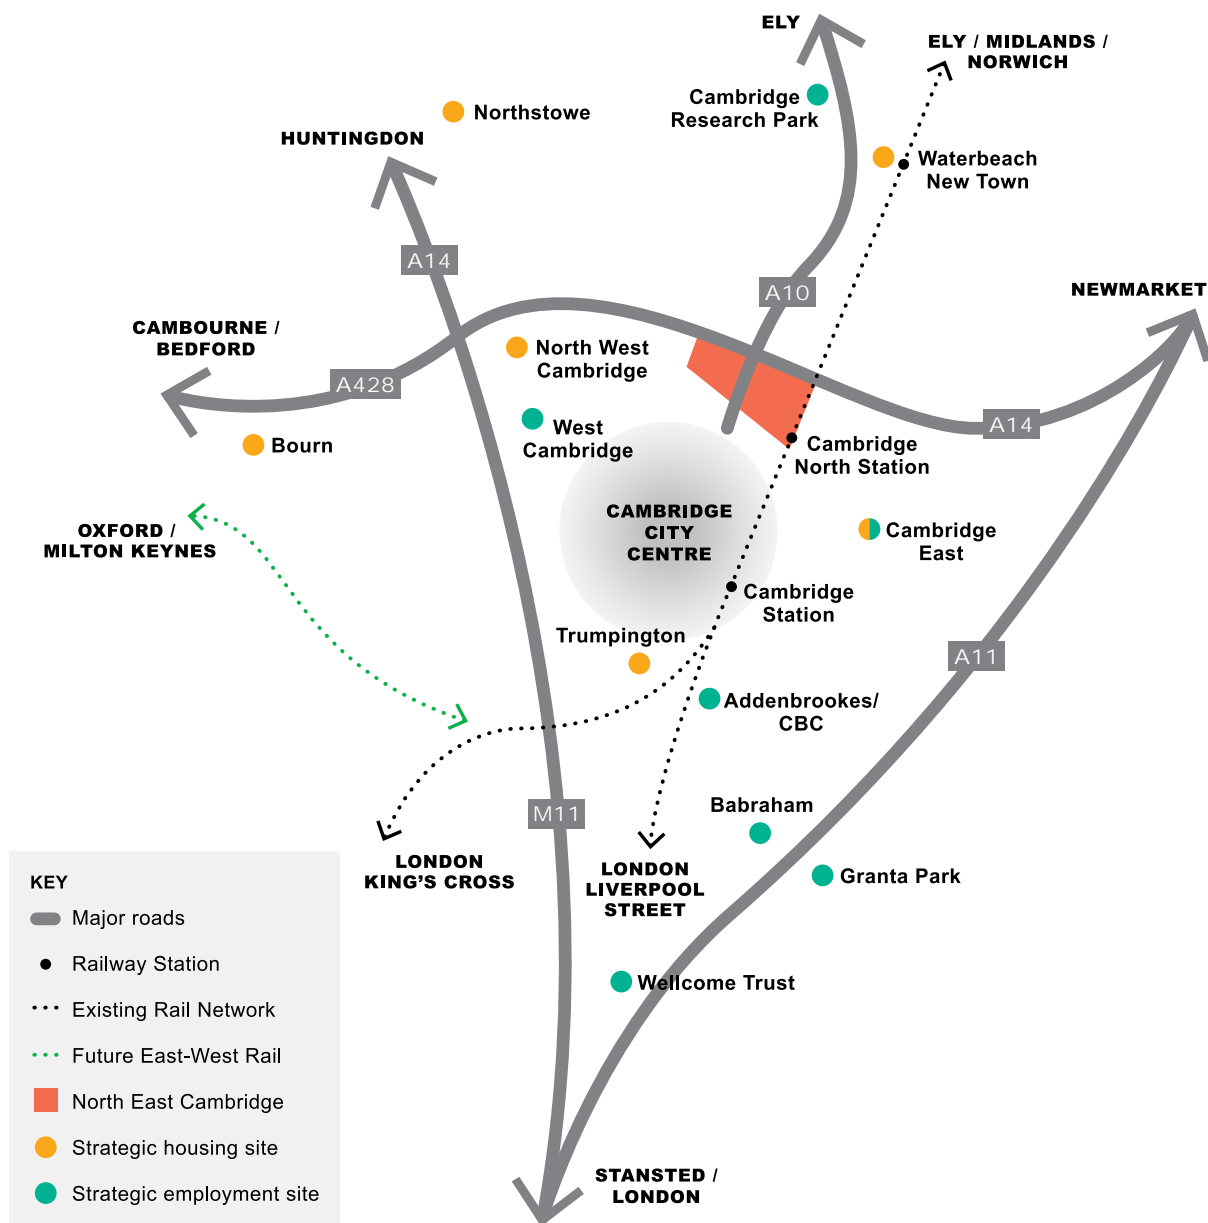 ELY
ELY / MIDLANDS /
NORWICH
Cambridge
Research Park
Northstowe
HUNTINGDON
Waterbeach
New Town
A14
A10
NEWMARKET
CAMBOURNE /
BEDFORD
North West
Cambridge
A428
West
Cambridge
A14
Bourn
Cambridge
North Station
CAMBRIDGE
CITY
CENTRE
OXFORD /
MILTON KEYNES
Cambridge
East
Cambridge
Station
Trumpington
A11
Addenbrookes/
CBC
Babraham
M11
LONDON
KING'S CROSS
LONDON
LIVERPOOL
STREET
Granta Park
Wellcome Trust
STANSTED /
LONDON
KEY
Major roads
Railway Station
Existing Rail Network
Future East-West Rail
North East Cambridge
Strategic housing site
Strategic employment site